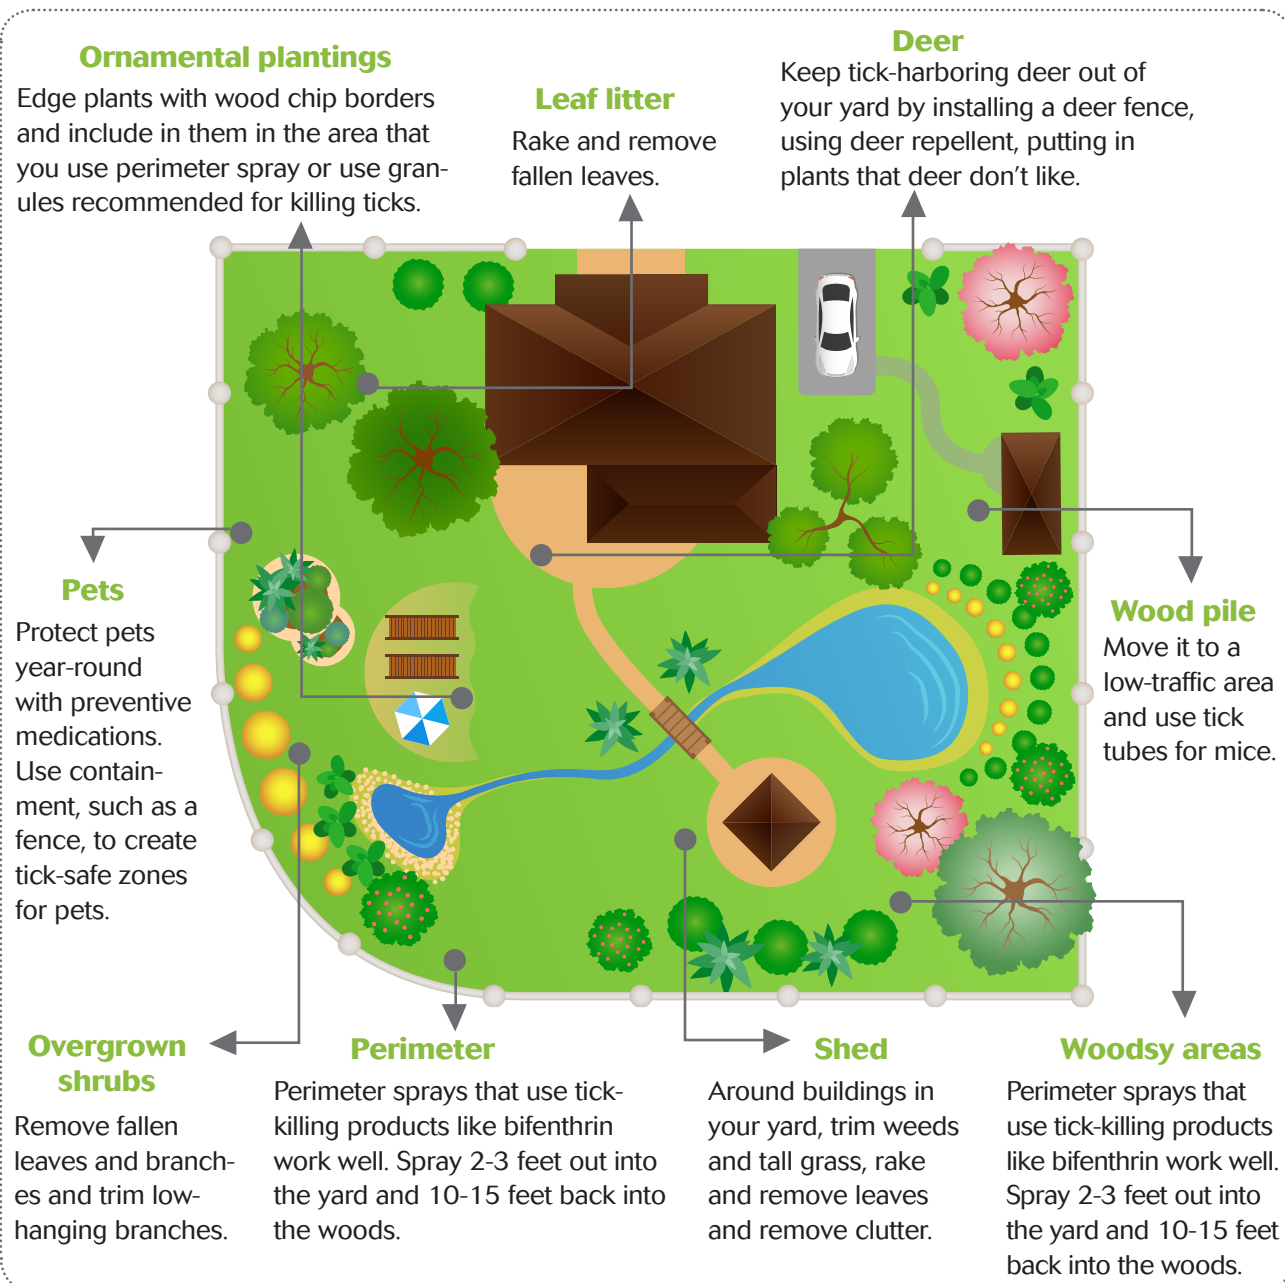 Ornamental plantings
Edge plants with wood chip borders
and include in them in the area that
you use perimeter spray or use gran-
ules recommended for killing ticks.
Leaf litter
Rake and remove
fallen leaves.
Deer
Keep tick-harboring deer out of
your yard by installing a deer fence,
using deer repellent, putting in
plants that deer don’t like.
Pets
Protect pets
year-round
with preventive
medications.
Use contain-
ment, such as a
fence, to create
tick-safe zones
for pets.
Wood pile
Move it to a
low-traffic area
and use tick
tubes for mice.
Overgrown
shrubs
Remove fallen
leaves and branch-
es and trim low-
hanging branches.
Perimeter
Perimeter sprays that use tick-
killing products like bifenthrin
work well. Spray 2-3 feet out into
the yard and 10-15 feet back into
the woods.
Shed
Around buildings in
your yard, trim weeds
and tall grass, rake
and remove leaves
and remove clutter.
Woodsy areas
Perimeter sprays that
use tick-killing products
like bifenthrin work well.
Spray 2-3 feet out into
the yard and 10-15 feet
back into the woods.